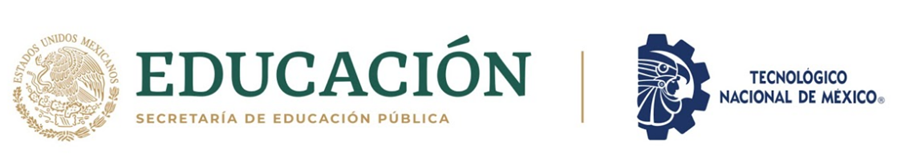 ESTADOS UNIDOS MEXICANOS
EDUCACIÓN
SECRETARÍA DE EDUCACIÓN PÚBLICA
TECNOLÓGICO
NACIONAL DE MÉXICO®